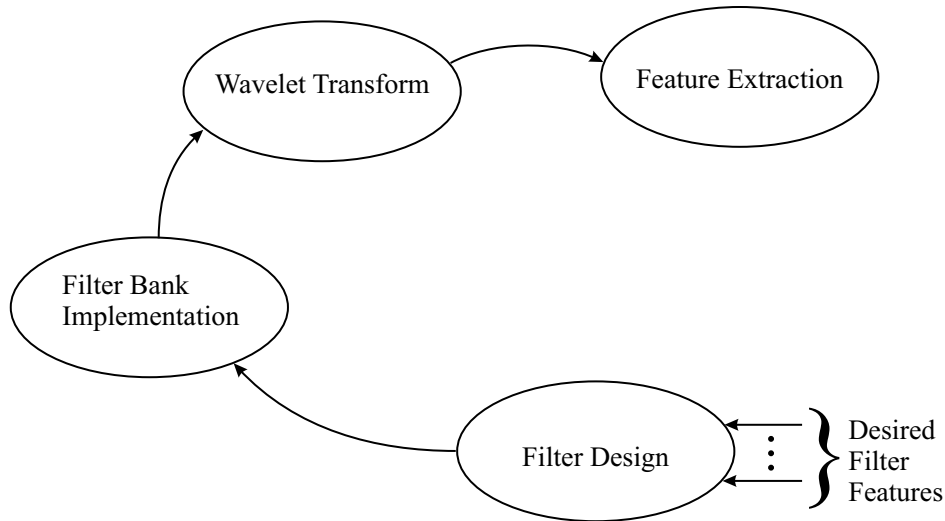 Wavelet Transform
Feature Extraction
Filter Bank
Implementation
Filter Design
Desired
Filter
Features